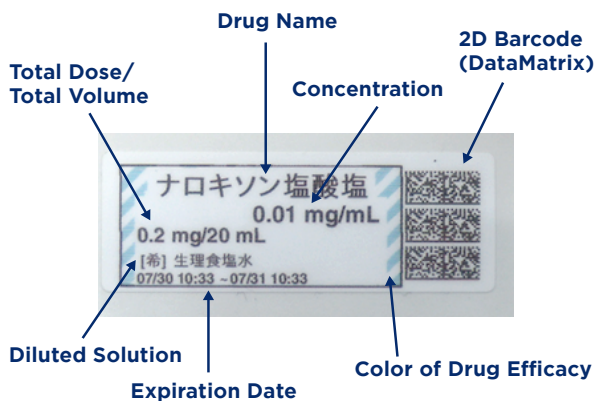 Drug Name
2D Barcode
(DataMatrix)
Total Dose/
Total Volume
Concentration
ナロキソン塩酸塩
0.01 mg/mL
0.2 mg/20 mL
[希] 生理食塩水
07/30 10:33 ~07/31 10:33
Diluted Solution
Color of Drug Efficacy
Expiration Date